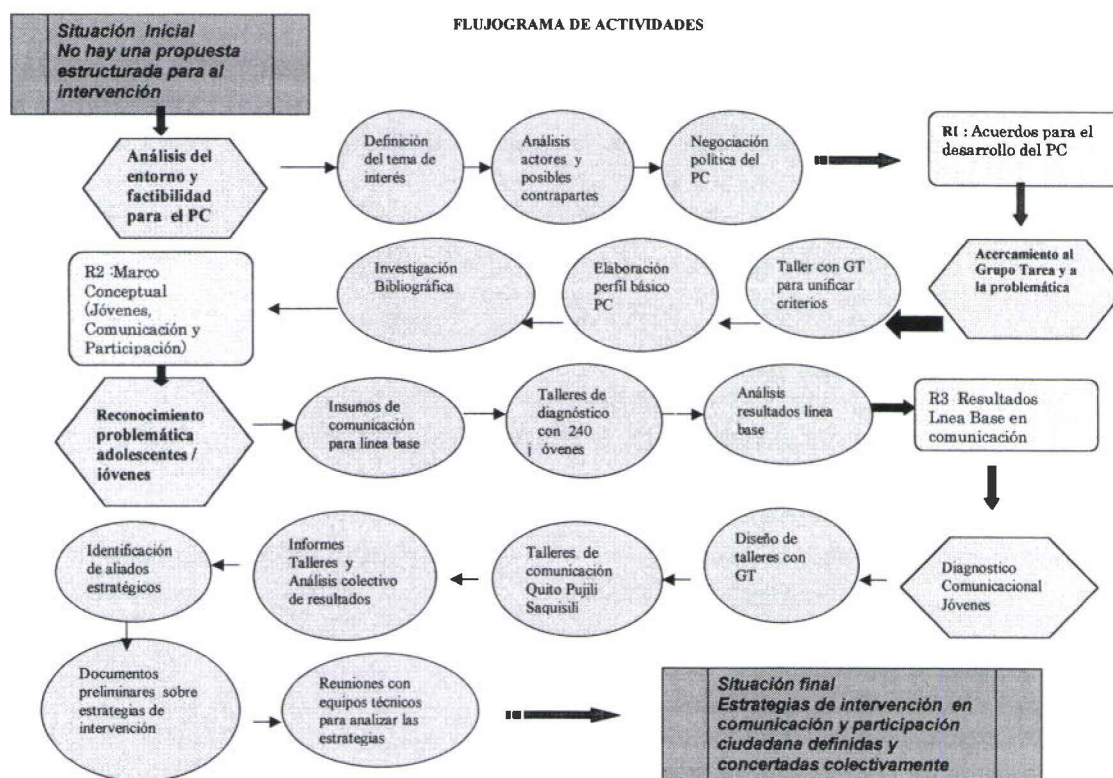 FLUJOGRAMA DE ACTIVIDADES
Situación Inicial
No hay una propuesta
estructurada para al
intervención
Análisis del
entorno y
factibilidad
para el PC
Definición
del tema de
interés
Análisis
actores y
posibles
contrapartes
Negociación
política del
PC
R1 : Acuerdos para el
desarrollo del PC
Acercamiento al
Grupo Tarea y a
la problemática
Taller con GT
para unificar
criterios
Elaboración
perfil básico
PC
Investigación
Bibliográfica
R2 :Marco
Conceptual
(Jóvenes,
Comunicación y
Participación)
Reconocimiento
problemática
adolescentes /
jóvenes
Insumos de
comunicación
para linea base
Talleres de
diagnóstico
con 240
j óvenes
Análisis
resultados linea
base
R3 Resultados
Lnea Base en
comunicación
Diagnostico
Comunicacional
Jóvenes
Diseño de
talleres con
GT
Talleres de
comunicación
Quito Pujilí
Saquisilí
Informes
Talleres y
Análisis colectivo
de resultados
Identificación
de aliados
estratégicos
Documentos
preliminares sobre
estrategias de
intervención
Reuniones con
equipos técnicos
para analizar las
estrategias
Situación final
Estrategias de intervención en
comunicación y participación
ciudadana definidas y
concertadas colectivamente